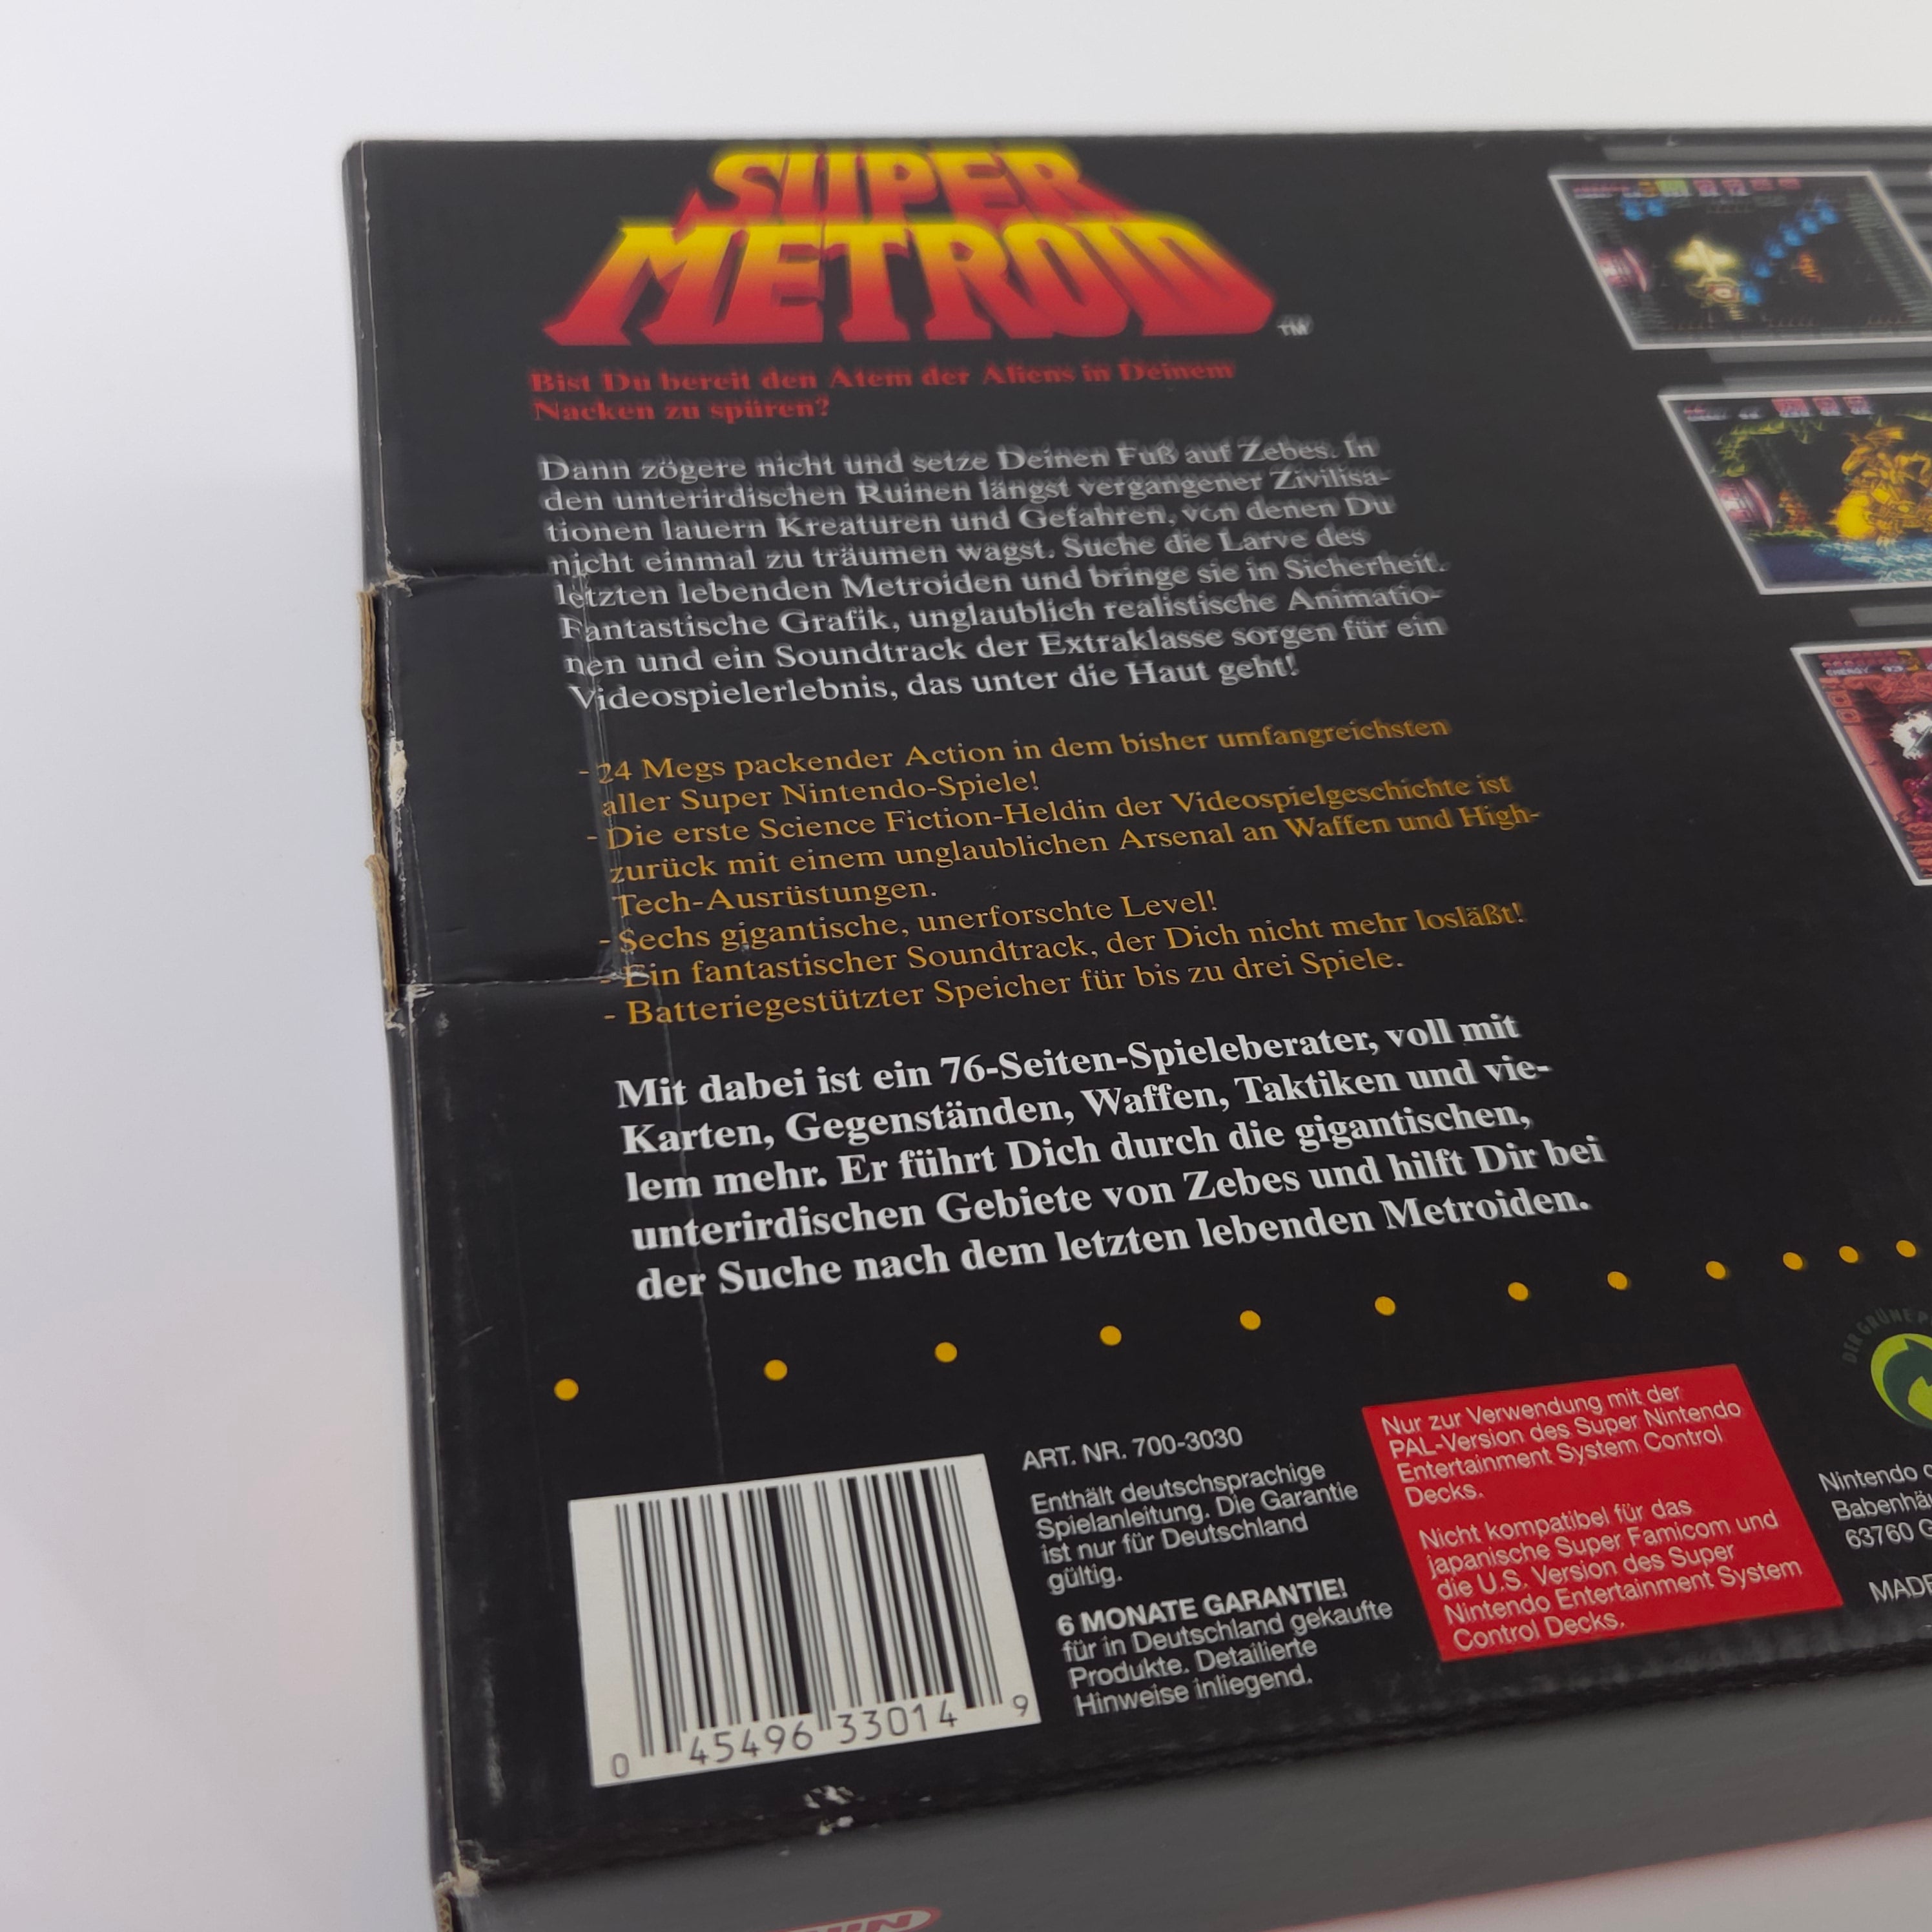 SUPER
METROID
TM
Bist Du bereit den Atem der Aliens in Deinem
Nacken zu spüren?
Dann zögere nicht und setze Deinen Fuß auf Zebes. In
den unterirdischen Ruinen längst vergangener Zivilisa-
tionen lauern Kreaturen und Gefahren, von denen Du
nicht einmal zu träumen wagst. Suche die Larve des
letzten lebenden Metroiden und bringe sie in Sicherheit.
Fantastische Grafik, unglaublich realistische Animatio-
nen und ein Soundtrack der Extraklasse sorgen für ein
Videospielerlebnis, das unter die Haut geht!
- 24 Megs packender Action in dem bisher umfangreichsten
aller Super Nintendo-Spiele!
- Die erste Science Fiction-Heldin der Videospielgeschichte ist
zurück mit einem unglaublichen Arsenal an Waffen und High-
Tech-Ausrüstungen.
- Sechs gigantische, unerforschte Level!
- Ein fantastischer Soundtrack, der Dich nicht mehr losläßt!
- Batteriegestützter Speicher für bis zu drei Spiele.
Mit dabei ist ein 76-Seiten-Spieleberater, voll mit
Karten, Gegenständen, Waffen, Taktiken und vie-
lem mehr. Er führt Dich durch die gigantischen,
unterirdischen Gebiete von Zebes und hilft Dir bei
der Suche nach dem letzten lebenden Metroiden.
0 45496 33014 9
ART. NR. 700-3030
Enthält deutschsprachige
Spielanleitung. Die Garantie
ist nur für Deutschland
gültig.
6 MONATE GARANTIE!
für in Deutschland gekaufte
Produkte. Detailierte
Hinweise inliegend.
Nur zur Verwendung mit der
PAL-Version des Super Nintendo
Entertainment System Control
Decks.
Nicht kompatibel für das
japanische Super Famicom und
die U.S. Version des Super
Nintendo Entertainment System
Control Decks.
DER GRÜNE P
Nintendo
Babenhä
63760 G
MADE